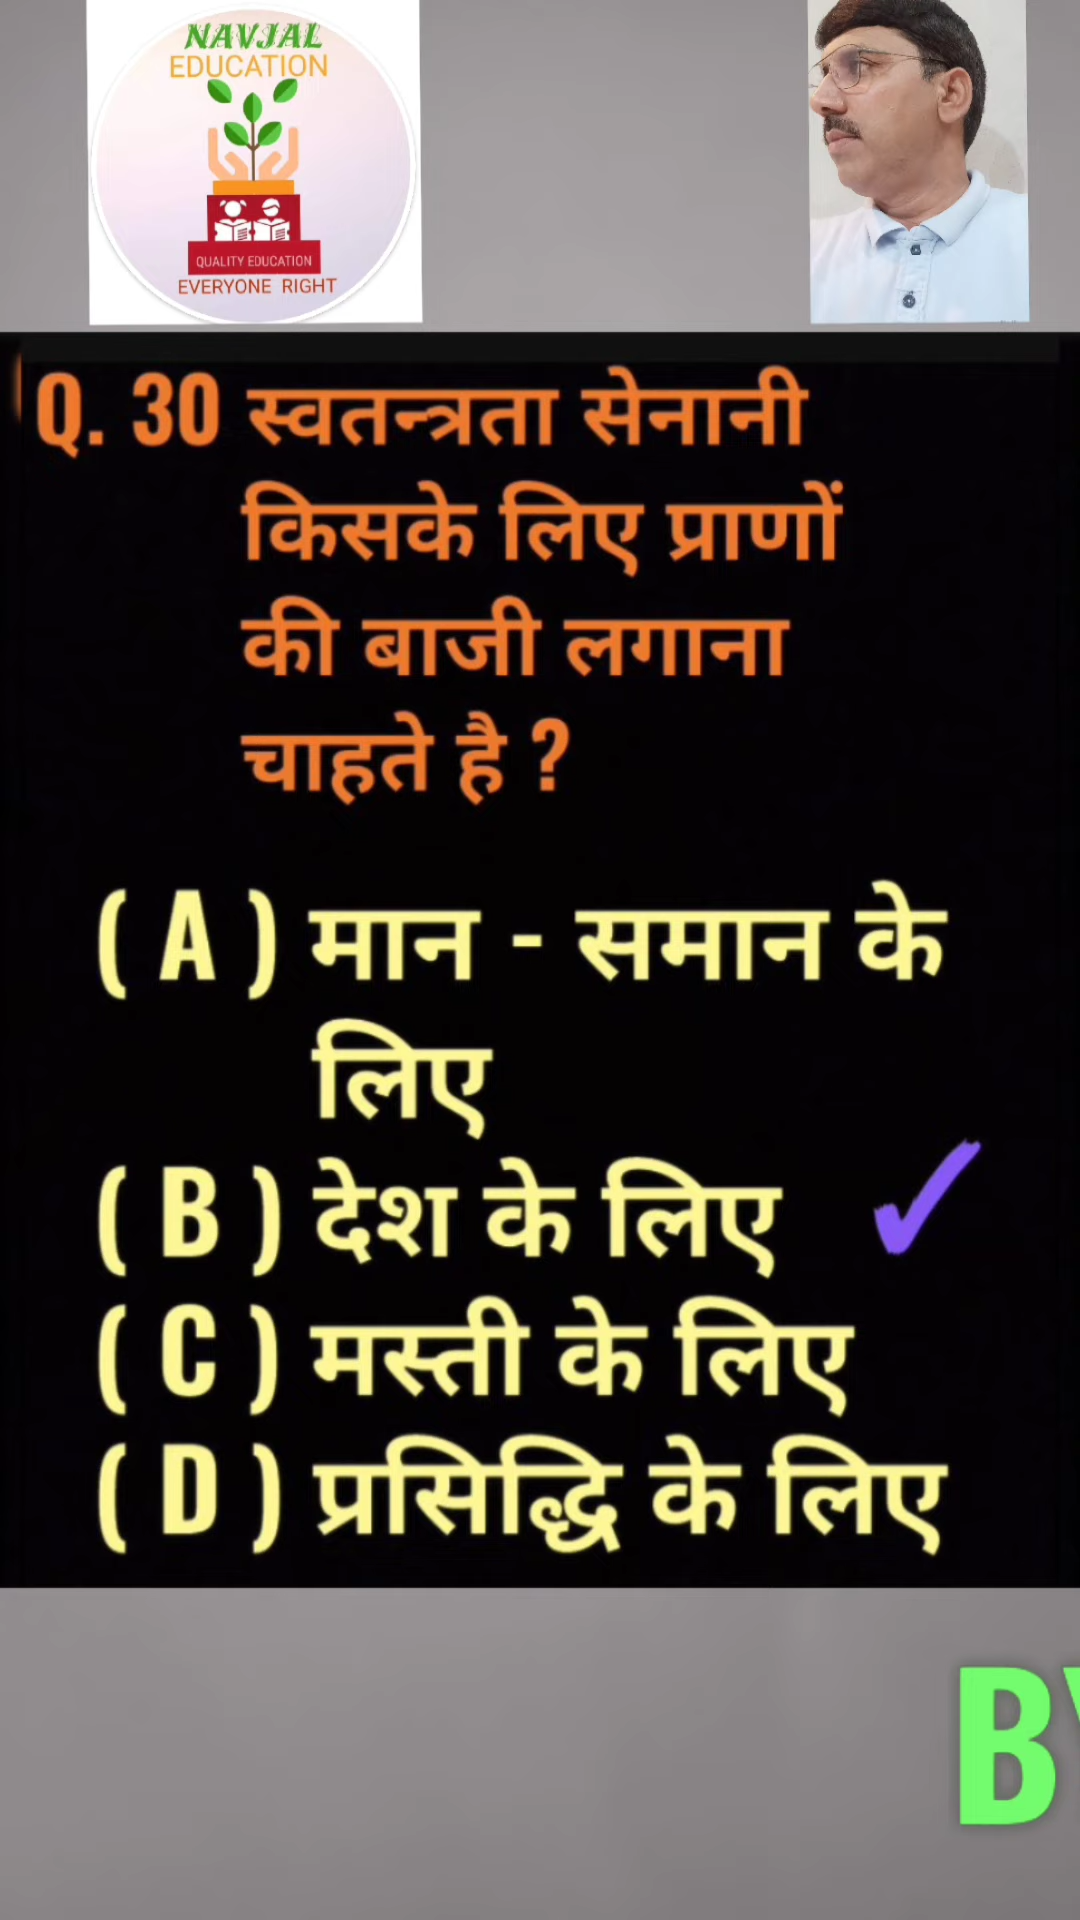 NAVJAL
EDUCATION
QUALITY EDUCATION
EVERYONE RIGHT
Q. 30 स्वतन्त्रता सेनानी
किसके लिए प्राणों
की बाजी लगाना
चाहते है ?
( A ) मान - समान के
लिए
( B ) देश के लिए
( C ) मस्ती के लिए
( D ) प्रसिद्धि के लिए